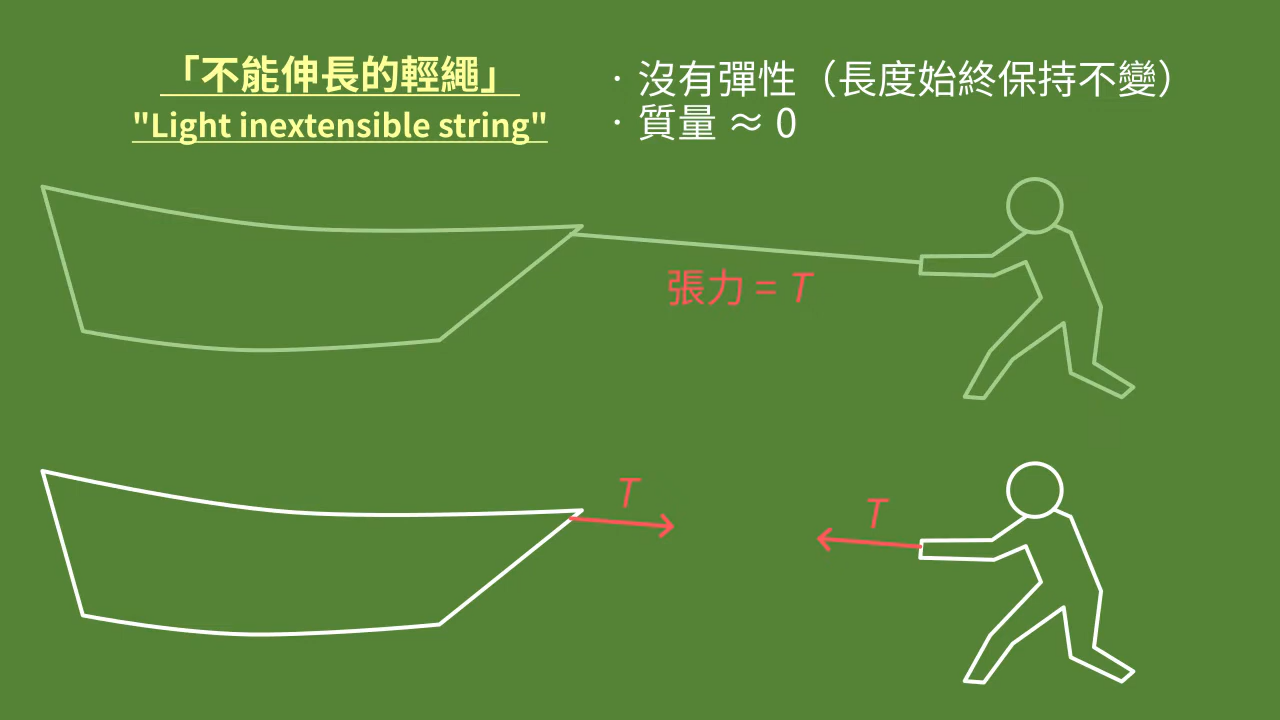 「不能伸長的輕繩」
"Light inextensible string"
· 沒有彈性（長度始終保持不變）
· 質量 ≈ 0
張力 = T
T
T